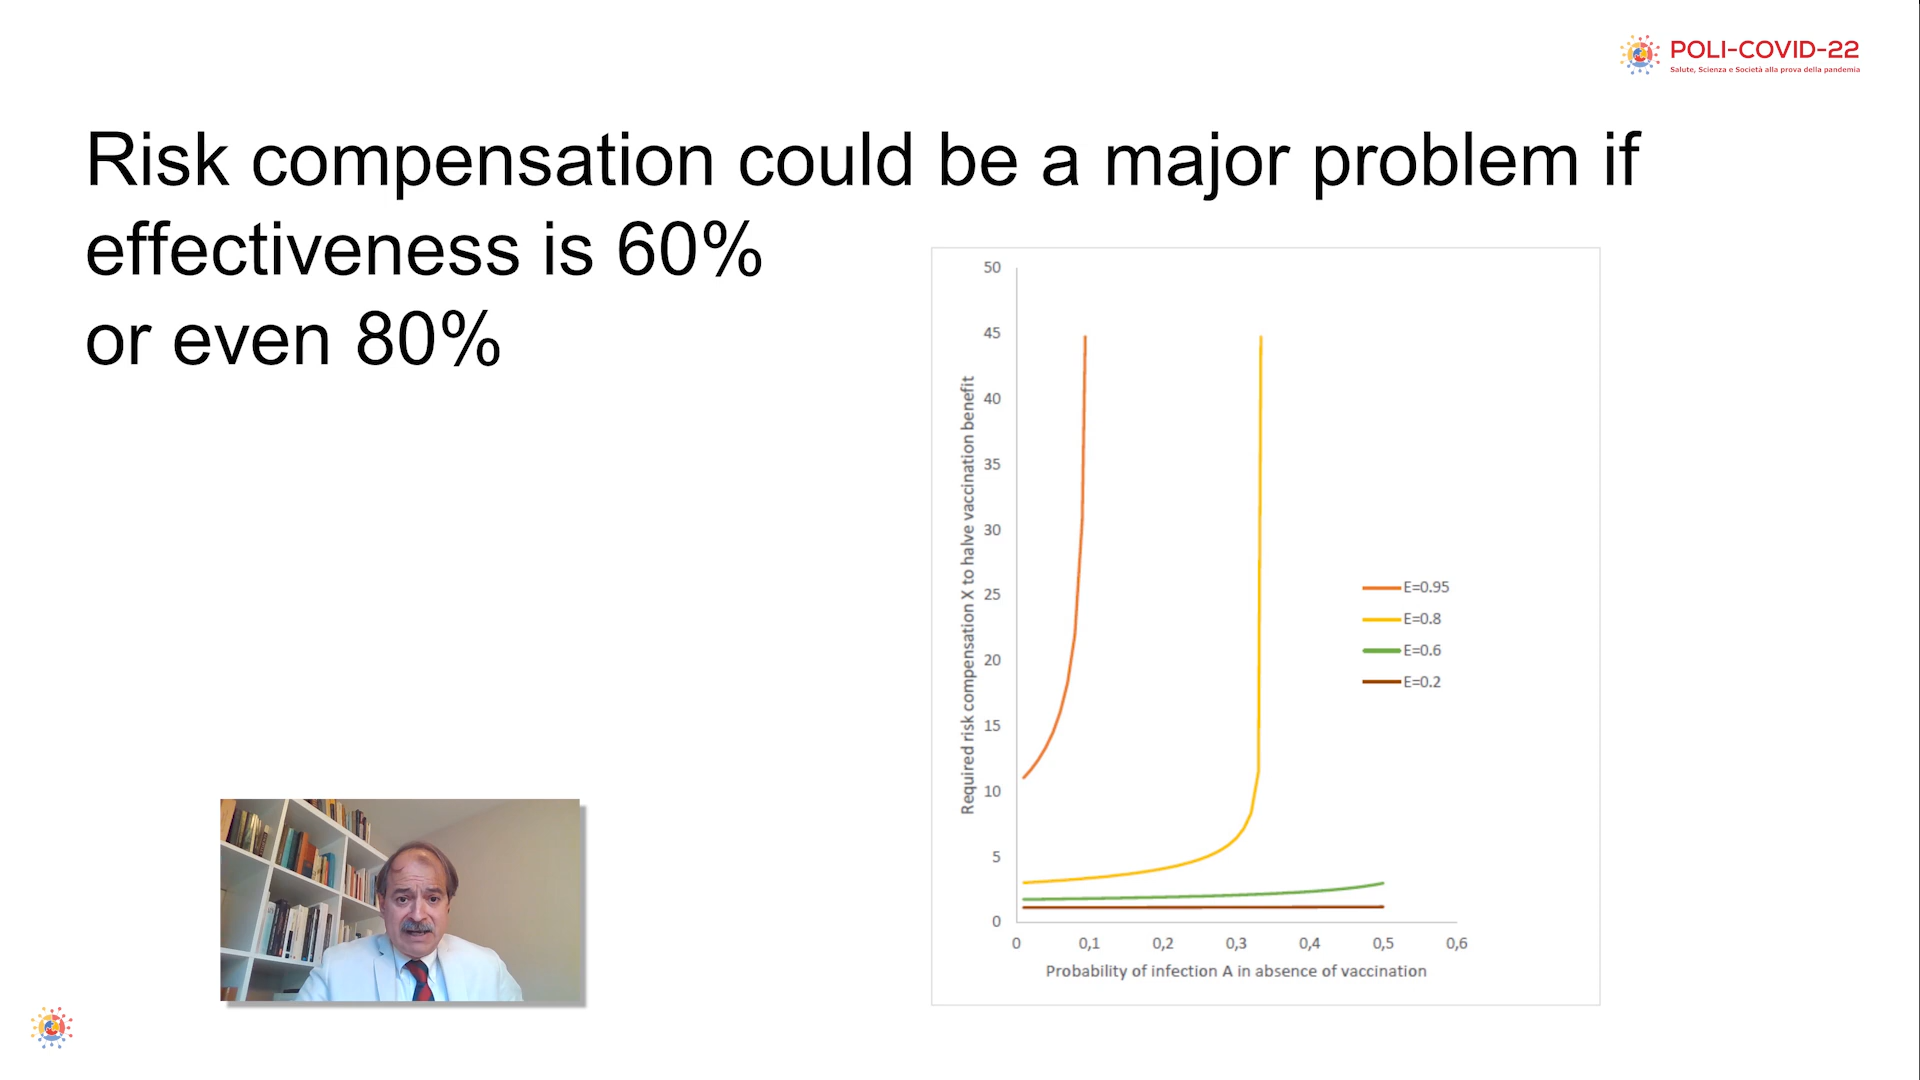 POLI-COVID-22
Salute, Scienza e Società alla prova della pandemia
Risk compensation could be a major problem if
effectiveness is 60%
or even 80%
Required risk compensation X to halve vaccination benefit
50
45
40
35
30
25
20
15
10
5
0
0 0,1 0,2 0,3 0,4 0,5 0,6
Probability of infection A in absence of vaccination
E=0.95
E=0.8
E=0.6
E=0.2